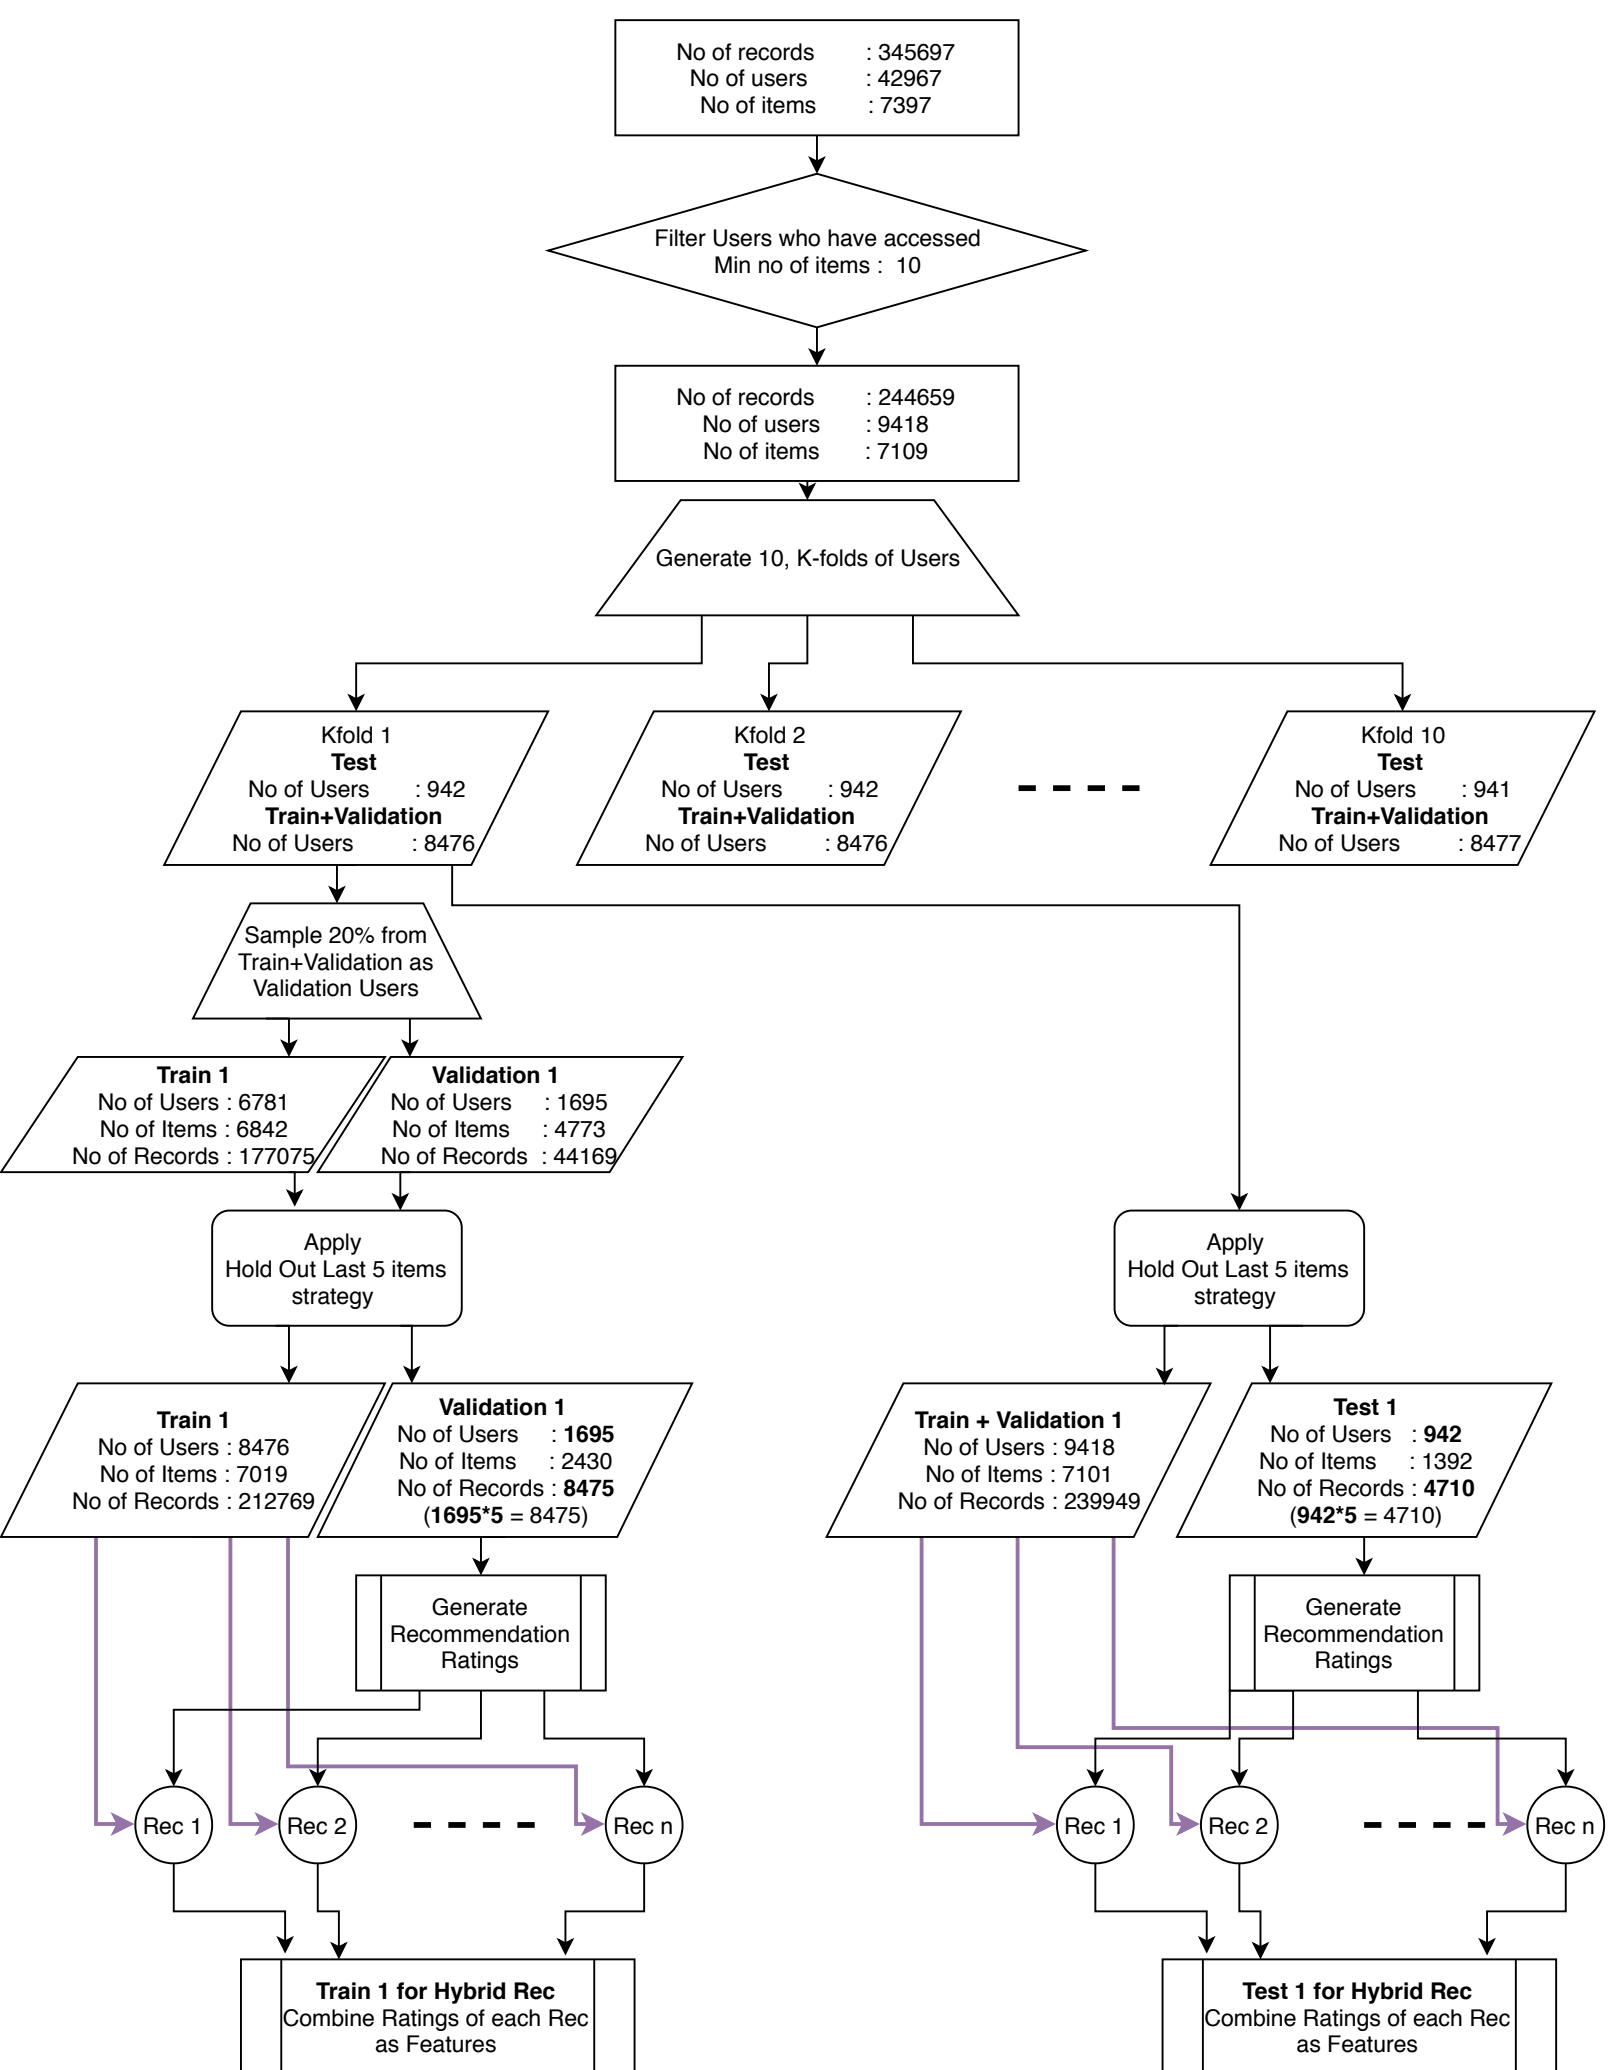 No of records : 345697
No of users : 42967
No of items : 7397
Filter Users who have accessed
Min no of items : 10
No of records : 244659
No of users : 9418
No of items : 7109
Generate 10, K-folds of Users
Kfold 1
Test
No of Users : 942
Train+Validation
No of Users : 8476
Kfold 2
Test
No of Users : 942
Train+Validation
No of Users : 8476
Kfold 10
Test
No of Users : 941
Train+Validation
No of Users : 8477
Sample 20% from
Train+Validation as
Validation Users
Train 1
No of Users : 6781
No of Items : 6842
No of Records : 177075
Validation 1
No of Users : 1695
No of Items : 4773
No of Records : 44169
Apply
Hold Out Last 5 items
strategy
Apply
Hold Out Last 5 items
strategy
Train 1
No of Users : 8476
No of Items : 7019
No of Records : 212769
Validation 1
No of Users : 1695
No of Items : 2430
No of Records : 8475
(1695*5 = 8475)
Train + Validation 1
No of Users : 9418
No of Items : 7101
No of Records : 239949
Test 1
No of Users : 942
No of Items : 1392
No of Records : 4710
(942*5 = 4710)
Generate
Recommendation
Ratings
Generate
Recommendation
Ratings
Rec 1
Rec 2
Rec n
Rec 1
Rec 2
Rec n
Train 1 for Hybrid Rec
Combine Ratings of each Rec
as Features
Test 1 for Hybrid Rec
Combine Ratings of each Rec
as Features